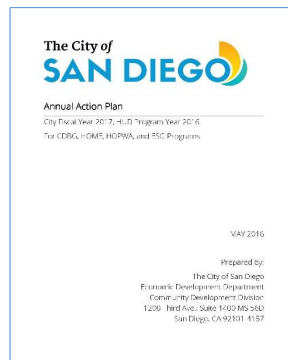 The City of
SAN DIEGO
Annual Action Plan
City Fiscal Year 2017, HUD Program Year 2016
For CDBG, HOME, HOPWA, and ESG Programs
MAY 2016
Prepared by:
The City of San Diego
Economic Development Department
Community Development Division
1200 Third Ave., Suite 1400 MS 56D
San Diego, CA 92101-4157